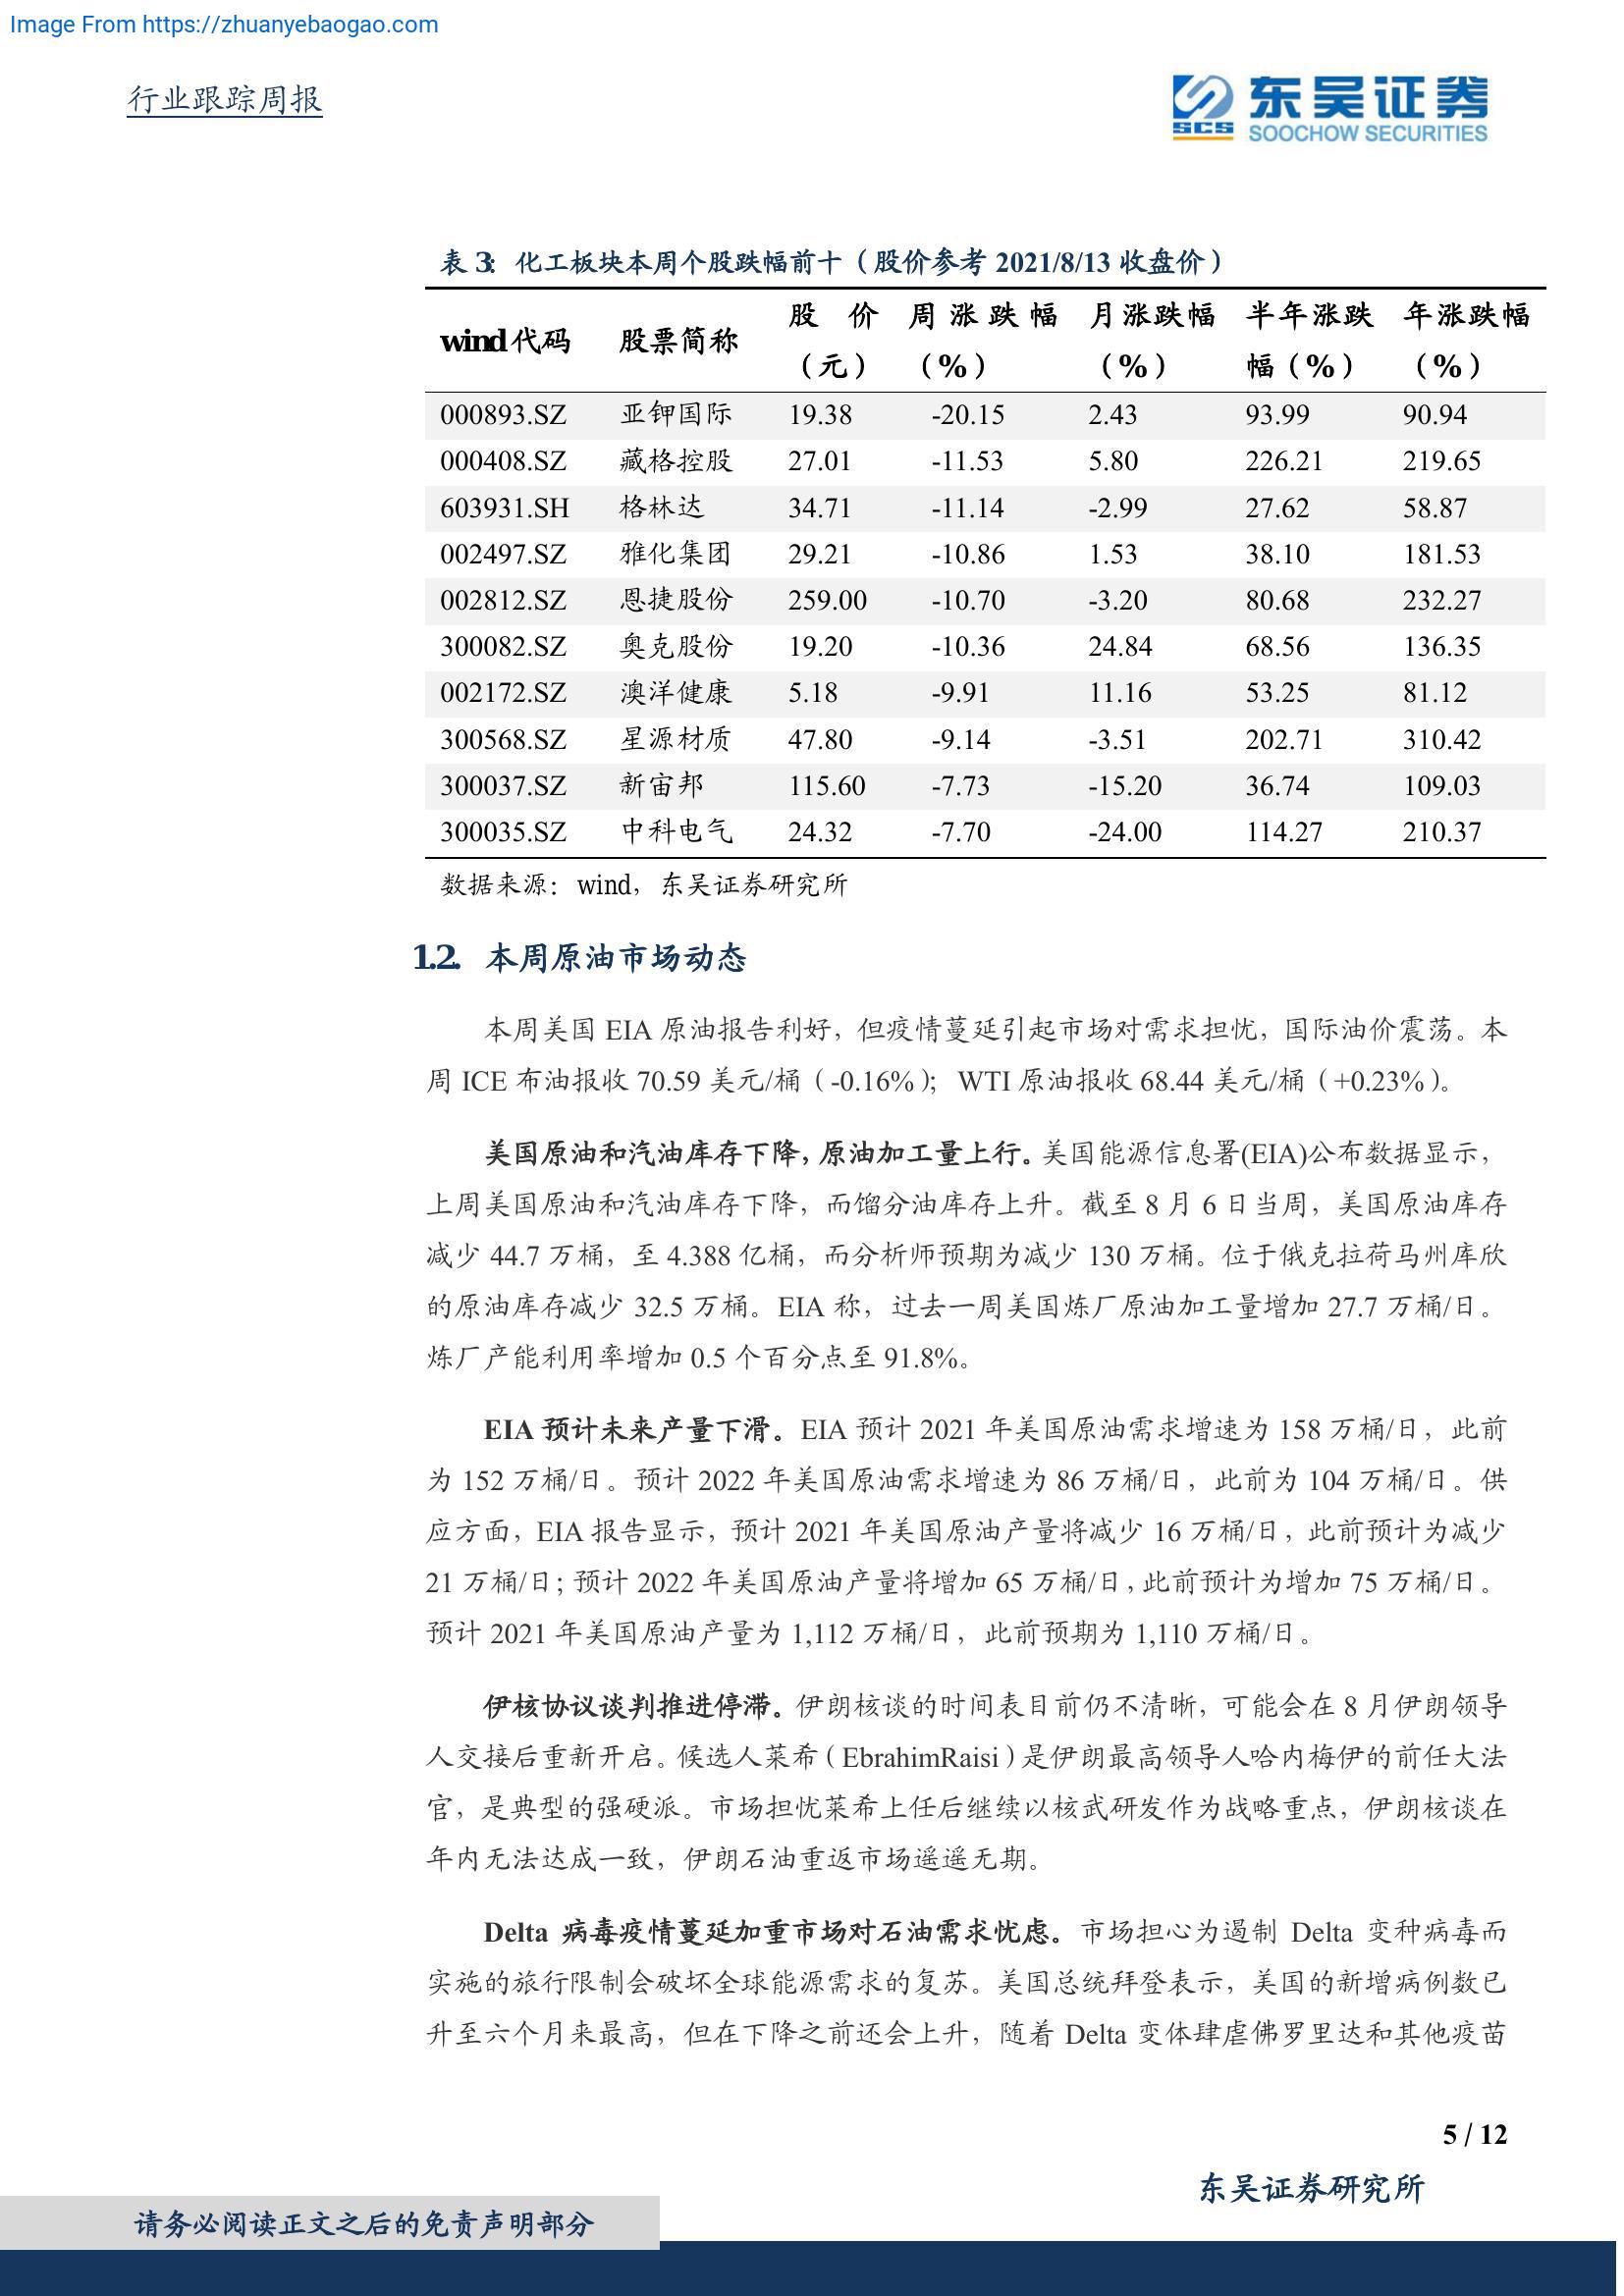 Image From https://zhuanyebaogao.com
行业跟踪周报
东吴证券
SCS
SOOCHOW SECURITIES
表 3： 化工板块本周个股跌幅前十（股价参考 2021/8/13 收盘价）
wind 代码 股票简称 股 价（元） 周涨跌幅（%） 月涨跌幅（%） 半年涨跌幅（%） 年涨跌幅（%）
000893.SZ 亚钾国际 19.38 -20.15 2.43 93.99 90.94
000408.SZ 藏格控股 27.01 -11.53 5.80 226.21 219.65
603931.SH 格林达 34.71 -11.14 -2.99 27.62 58.87
002497.SZ 雅化集团 29.21 -10.86 1.53 38.10 181.53
002812.SZ 恩捷股份 259.00 -10.70 -3.20 80.68 232.27
300082.SZ 奥克股份 19.20 -10.36 24.84 68.56 136.35
002172.SZ 澳洋健康 5.18 -9.91 11.16 53.25 81.12
300568.SZ 星源材质 47.80 -9.14 -3.51 202.71 310.42
300037.SZ 新宙邦 115.60 -7.73 -15.20 36.74 109.03
300035.SZ 中科电气 24.32 -7.70 -24.00 114.27 210.37
数据来源：wind，东吴证券研究所
1.2. 本周原油市场动态
本周美国 EIA 原油报告利好，但疫情蔓延引起市场对需求担忧，国际油价震荡。本
周 ICE 布油报收 70.59 美元/桶（-0.16%）；WTI 原油报收 68.44 美元/桶（+0.23%）。
美国原油和汽油库存下降，原油加工量上行。美国能源信息署(EIA)公布数据显示，
上周美国原油和汽油库存下降，而馏分油库存上升。截至 8 月 6 日当周，美国原油库存
减少 44.7 万桶，至 4.388 亿桶，而分析师预期为减少 130 万桶。位于俄克拉荷马州库欣
的原油库存减少 32.5 万桶。EIA 称，过去一周美国炼厂原油加工量增加 27.7 万桶/日。
炼厂产能利用率增加 0.5 个百分点至 91.8%。
EIA 预计未来产量下滑。EIA 预计 2021 年美国原油需求增速为 158 万桶/日，此前
为 152 万桶/日。预计 2022 年美国原油需求增速为 86 万桶/日，此前为 104 万桶/日。供
应方面，EIA 报告显示，预计 2021 年美国原油产量将减少 16 万桶/日，此前预计为减少
21 万桶/日；预计 2022 年美国原油产量将增加 65 万桶/日，此前预计为增加 75 万桶/日。
预计 2021 年美国原油产量为 1,112 万桶/日，此前预期为 1,110 万桶/日。
伊核协议谈判推进停滞。伊朗核谈的时间表目前仍不清晰，可能会在 8 月伊朗领导
人交接后重新开启。候选人莱希（EbrahimRaisi）是伊朗最高领导人哈内梅伊的前任大法
官，是典型的强硬派。市场担忧莱希上任后继续以核武研发作为战略重点，伊朗核谈在
年内无法达成一致，伊朗石油重返市场遥遥无期。
Delta 病毒疫情蔓延加重市场对石油需求忧虑。市场担心为遏制 Delta 变种病毒而
实施的旅行限制会破坏全球能源需求的复苏。美国总统拜登表示，美国的新增病例数已
升至六个月来最高，但在下降之前还会上升，随着 Delta 变体肆虐佛罗里达和其他疫苗
5 / 12
东吴证券研究所
请务必阅读正文之后的免责声明部分